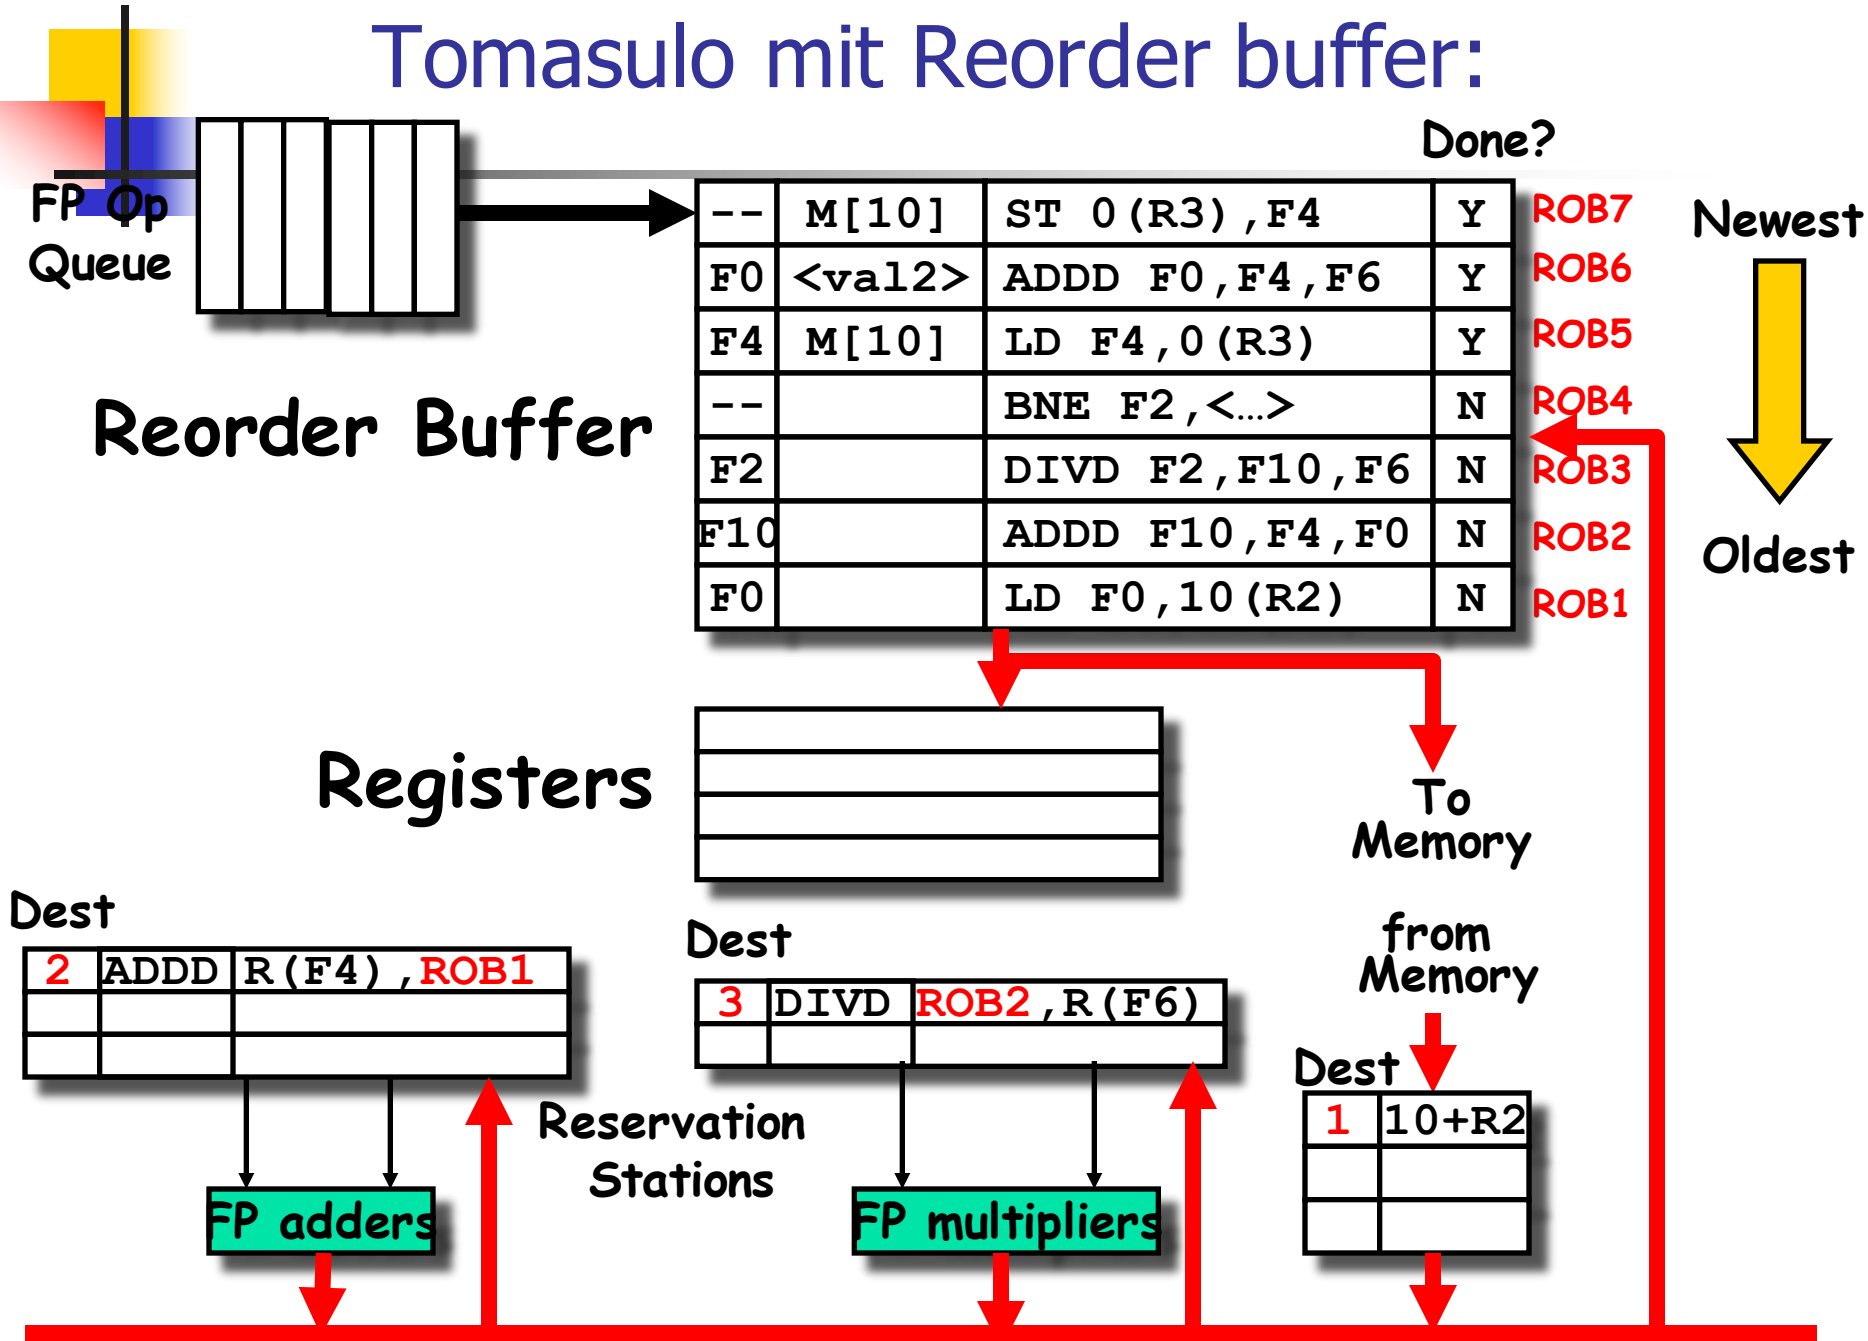 Tomasulo mit Reorder buffer:
Done?
FP Op
Queue
-- M[10] ST 0(R3),F4 Y ROB7
F0 <val2> ADDD F0,F4,F6 Y ROB6
F4 M[10] LD F4,0(R3) Y ROB5
-- BNE F2,<…> N ROB4
F2 DIVD F2,F10,F6 N ROB3
F10 ADDD F10,F4,F0 N ROB2
F0 LD F0,10(R2) N ROB1
Newest
Oldest
Reorder Buffer
Registers
To
Memory
from
Memory
Dest
2 ADDD R(F4),ROB1
Dest
3 DIVD ROB2,R(F6)
Dest
1 10+R2
Reservation
Stations
FP adders
FP multipliers